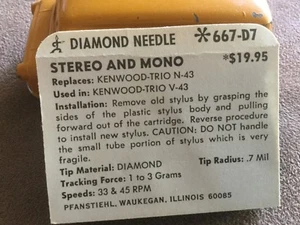 DIAMOND NEEDLE *667-D7
STEREO AND MONO *$19.95
Replaces: KENWOOD-TRIO N-43
Used in: KENWOOD-TRIO V-43
Installation: Remove old stylus by grasping
sides of the plastic stylus body and pulling
forward out of the cartridge. Reverse procedure
to install new stylus. CAUTION; DO NOT handle
the small tube portion of stylus which is very
fragile.
Tip Material: DIAMOND Tip Radius: .7 Mil
Tracking Force: 1 to 3 Grams
Speeds: 33 & 45 RPM
PFANSTIEHL, WAUKEGAN, ILLINOIS 60085